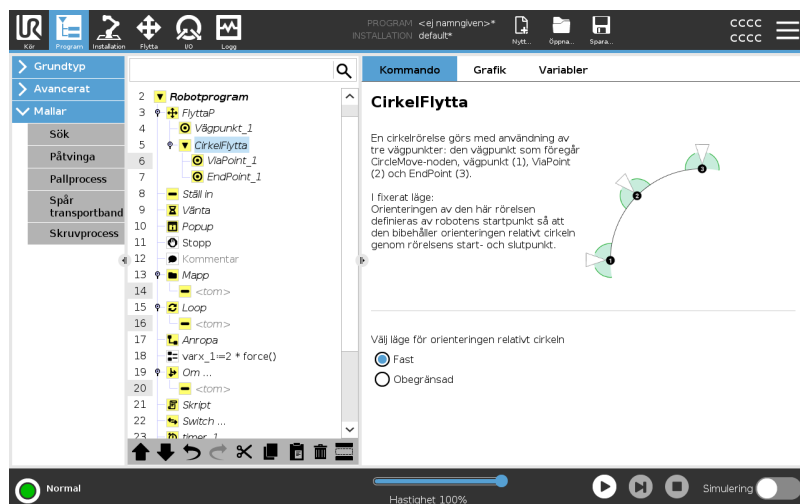 UR
Kör
Program
Installation
Flytta
I/O
Logg
PROGRAM <ej namngiven>*
INSTALLATION default*
Nytt...
Öppna...
Spara...
CCCC
CCCC
Grundtyp
Avancerat
Mallar
Sök
Påtvinga
Pallprocess
Spår
transportband
Skruvprocess
2 Robotprogram
3 FlyttaP
4 Vägpunkt_1
5 CirkelFlytta
6 ViaPoint_1
7 EndPoint_1
8 Ställ in
9 Vänta
10 Popup
11 Stopp
12 Kommentar
13 Mapp
14 <tom>
15 Loop
16 <tom>
17 Anropa
18 varx_1:=2 * force()
19 Om ...
20 <tom>
21 Skript
22 Switch ...
23 timer_1
Kommando
Grafik
Variabler
CirkelFlytta
En cirkelrörelse görs med användning av
tre vägpunkter: den vägpunkt som föregår
CircleMove-noden, vägpunkt (1), ViaPoint
(2) och EndPoint (3).
I fixerat läge:
Orienteringen av den här rörelsen
definieras av robotens startpunkt så att
den bibehåller orienteringen relativt cirkeln
genom rörelsens start- och slutpunkt.
3
2
1
Välj läge för orienteringen relativt cirkeln
Fast
Obegränsad
Normal
Hastighet 100%
Simulering